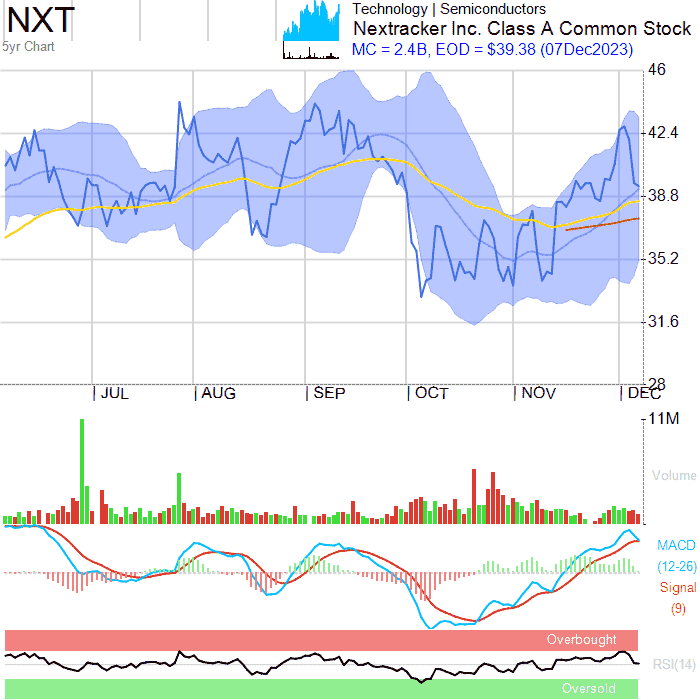 NXT
5yr Chart
Technology | Semiconductors
Nextracker Inc. Class A Common Stock
MC = 2.4B, EOD = $39.38 (07Dec2023)
46
42.4
38.8
35.2
31.6
28
JUL AUG SEP OCT NOV DEC
11M
Volume
MACD
(12-26)
Signal
(9)
Overbought
RSI(14)
Oversold